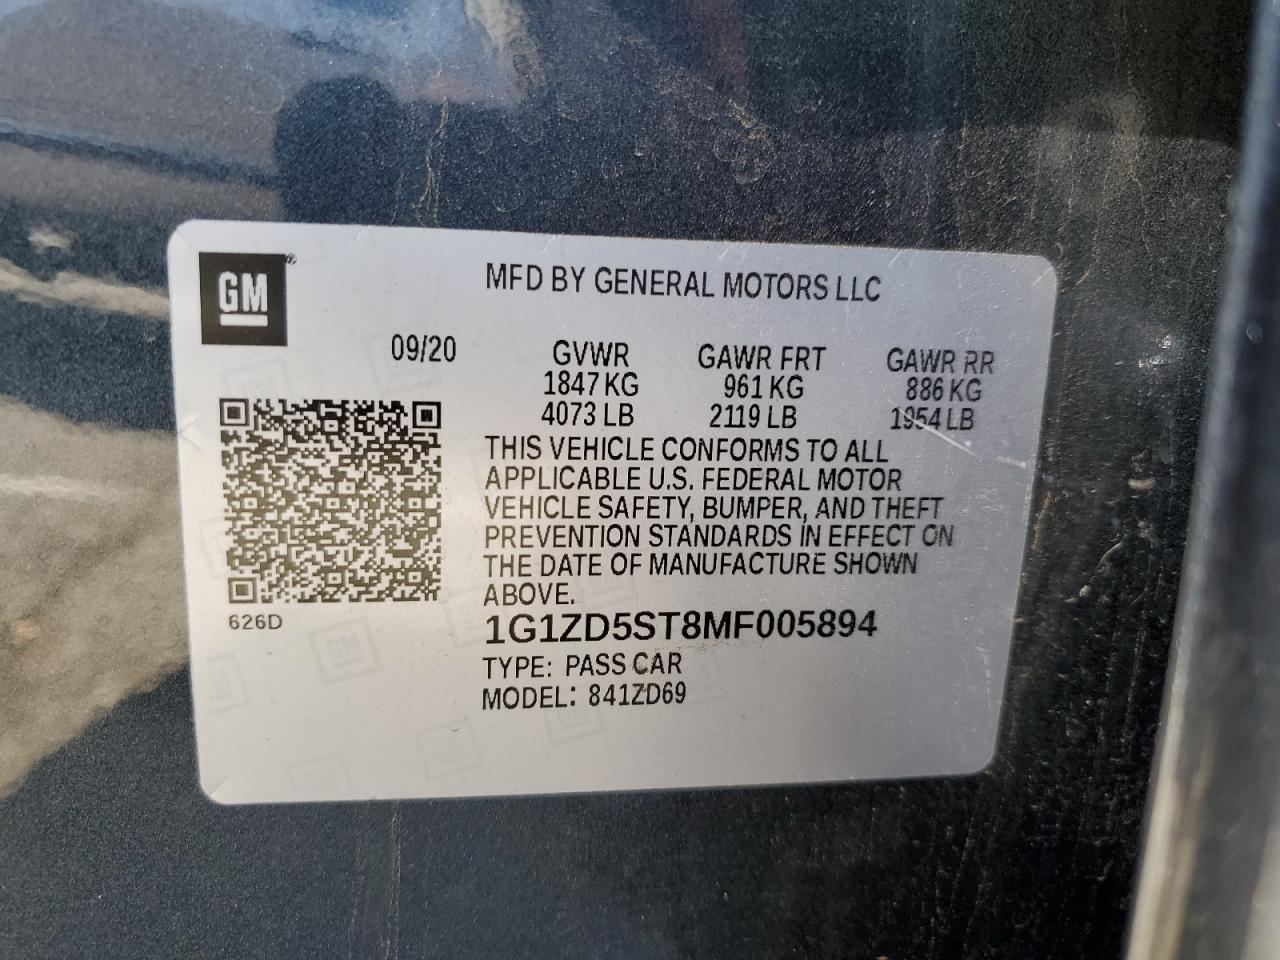 GM®
MFD BY GENERAL MOTORS LLC
09/20 GVWR GAWR FRT GAWR RR
1847 KG 961 KG 886 KG
4073 LB 2119 LB 1954 LB
THIS VEHICLE CONFORMS TO ALL
APPLICABLE U.S. FEDERAL MOTOR
VEHICLE SAFETY, BUMPER, AND THEFT
PREVENTION STANDARDS IN EFFECT ON
THE DATE OF MANUFACTURE SHOWN
ABOVE.
626D
1G1ZD5ST8MF005894
TYPE: PASS CAR
MODEL: 841ZD69